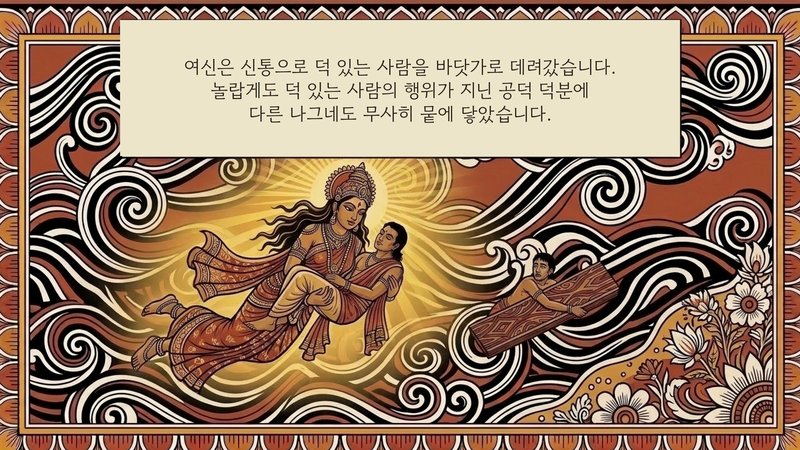 여신은 신통으로 덕 있는 사람을 바닷가로 데려갔습니다.
놀랍게도 덕 있는 사람의 행위가 지닌 공덕 덕분에
다른 나그네도 무사히 뭍에 닿았습니다.